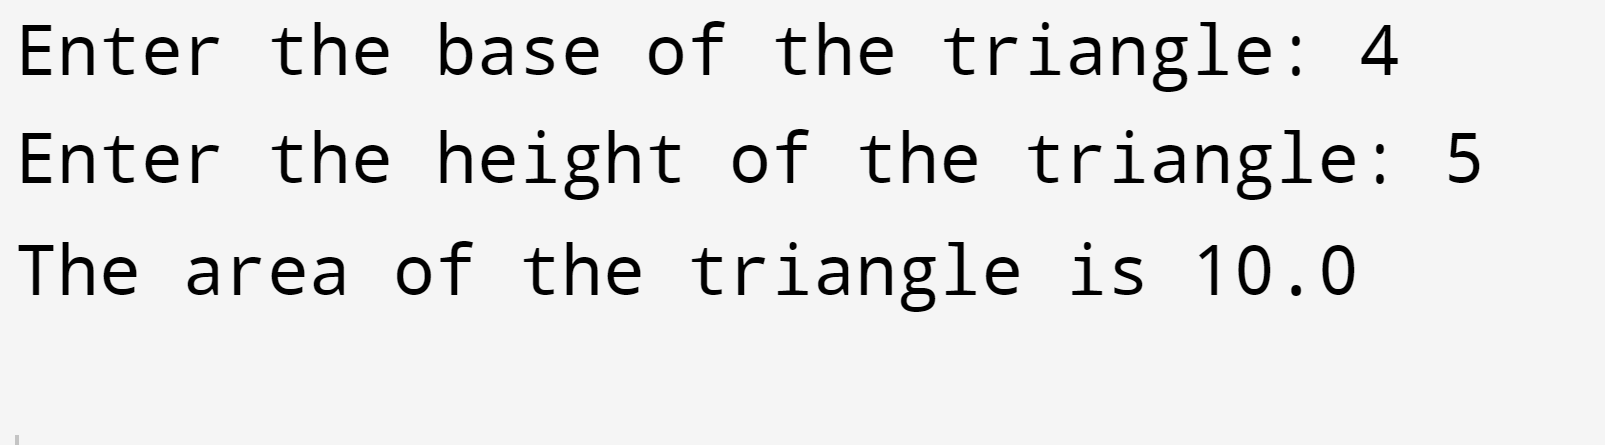 Enter the base of the triangle: 4
Enter the height of the triangle: 5
The area of the triangle is 10.0